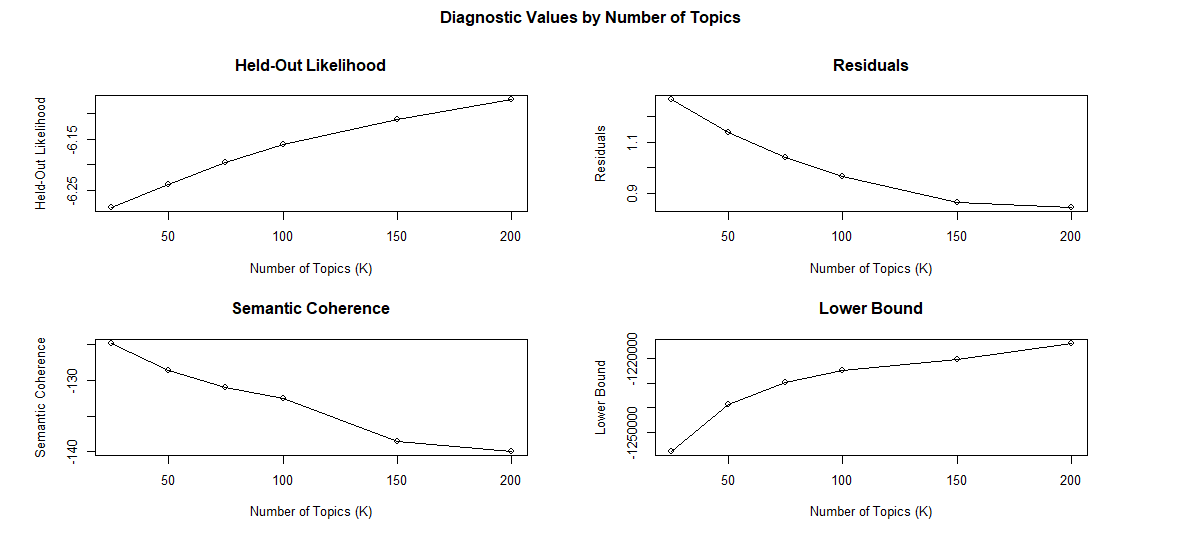 Diagnostic Values by Number of Topics
Held-Out Likelihood
Held-Out Likelihood
-6.15
-6.25
50 100 150 200
Number of Topics (K)
Residuals
Residuals
1.1
0.9
50 100 150 200
Number of Topics (K)
Semantic Coherence
Semantic Coherence
-130
-140
50 100 150 200
Number of Topics (K)
Lower Bound
Lower Bound
-1220000
-1250000
50 100 150 200
Number of Topics (K)